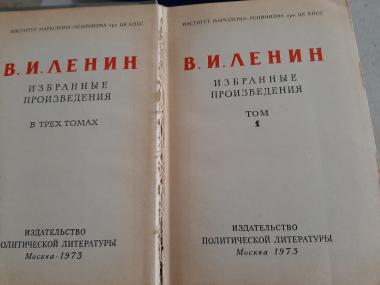 ИНСТИТУТ МАРКСИЗМА-ЛЕНИНИЗМА при ЦК КПСС
В. И. ЛЕНИН
ИЗБРАННЫЕ
ПРОИЗВЕДЕНИЯ
В ТРЕХ ТОМАХ
ИЗДАТЕЛЬСТВО
ПОЛИТИЧЕСКОЙ ЛИТЕРАТУРЫ
Москва · 1973
ИНСТИТУТ МАРКСИЗМА-ЛЕНИНИЗМА при ЦК КПСС
В. И. ЛЕНИН
ИЗБРАННЫЕ
ПРОИЗВЕДЕНИЯ
ТОМ
1
ИЗДАТЕЛЬСТВО
ПОЛИТИЧЕСКОЙ ЛИТЕРАТУРЫ
Москва · 1973